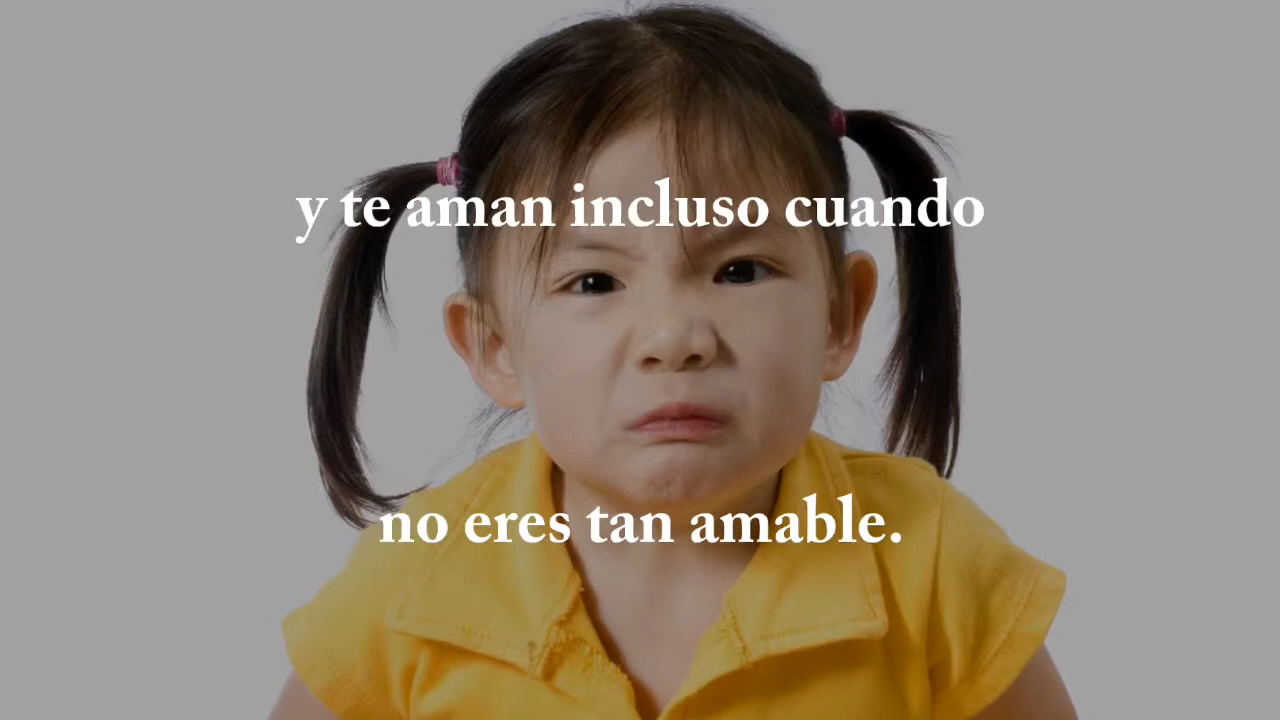 y te aman incluso cuando
no eres tan amable.